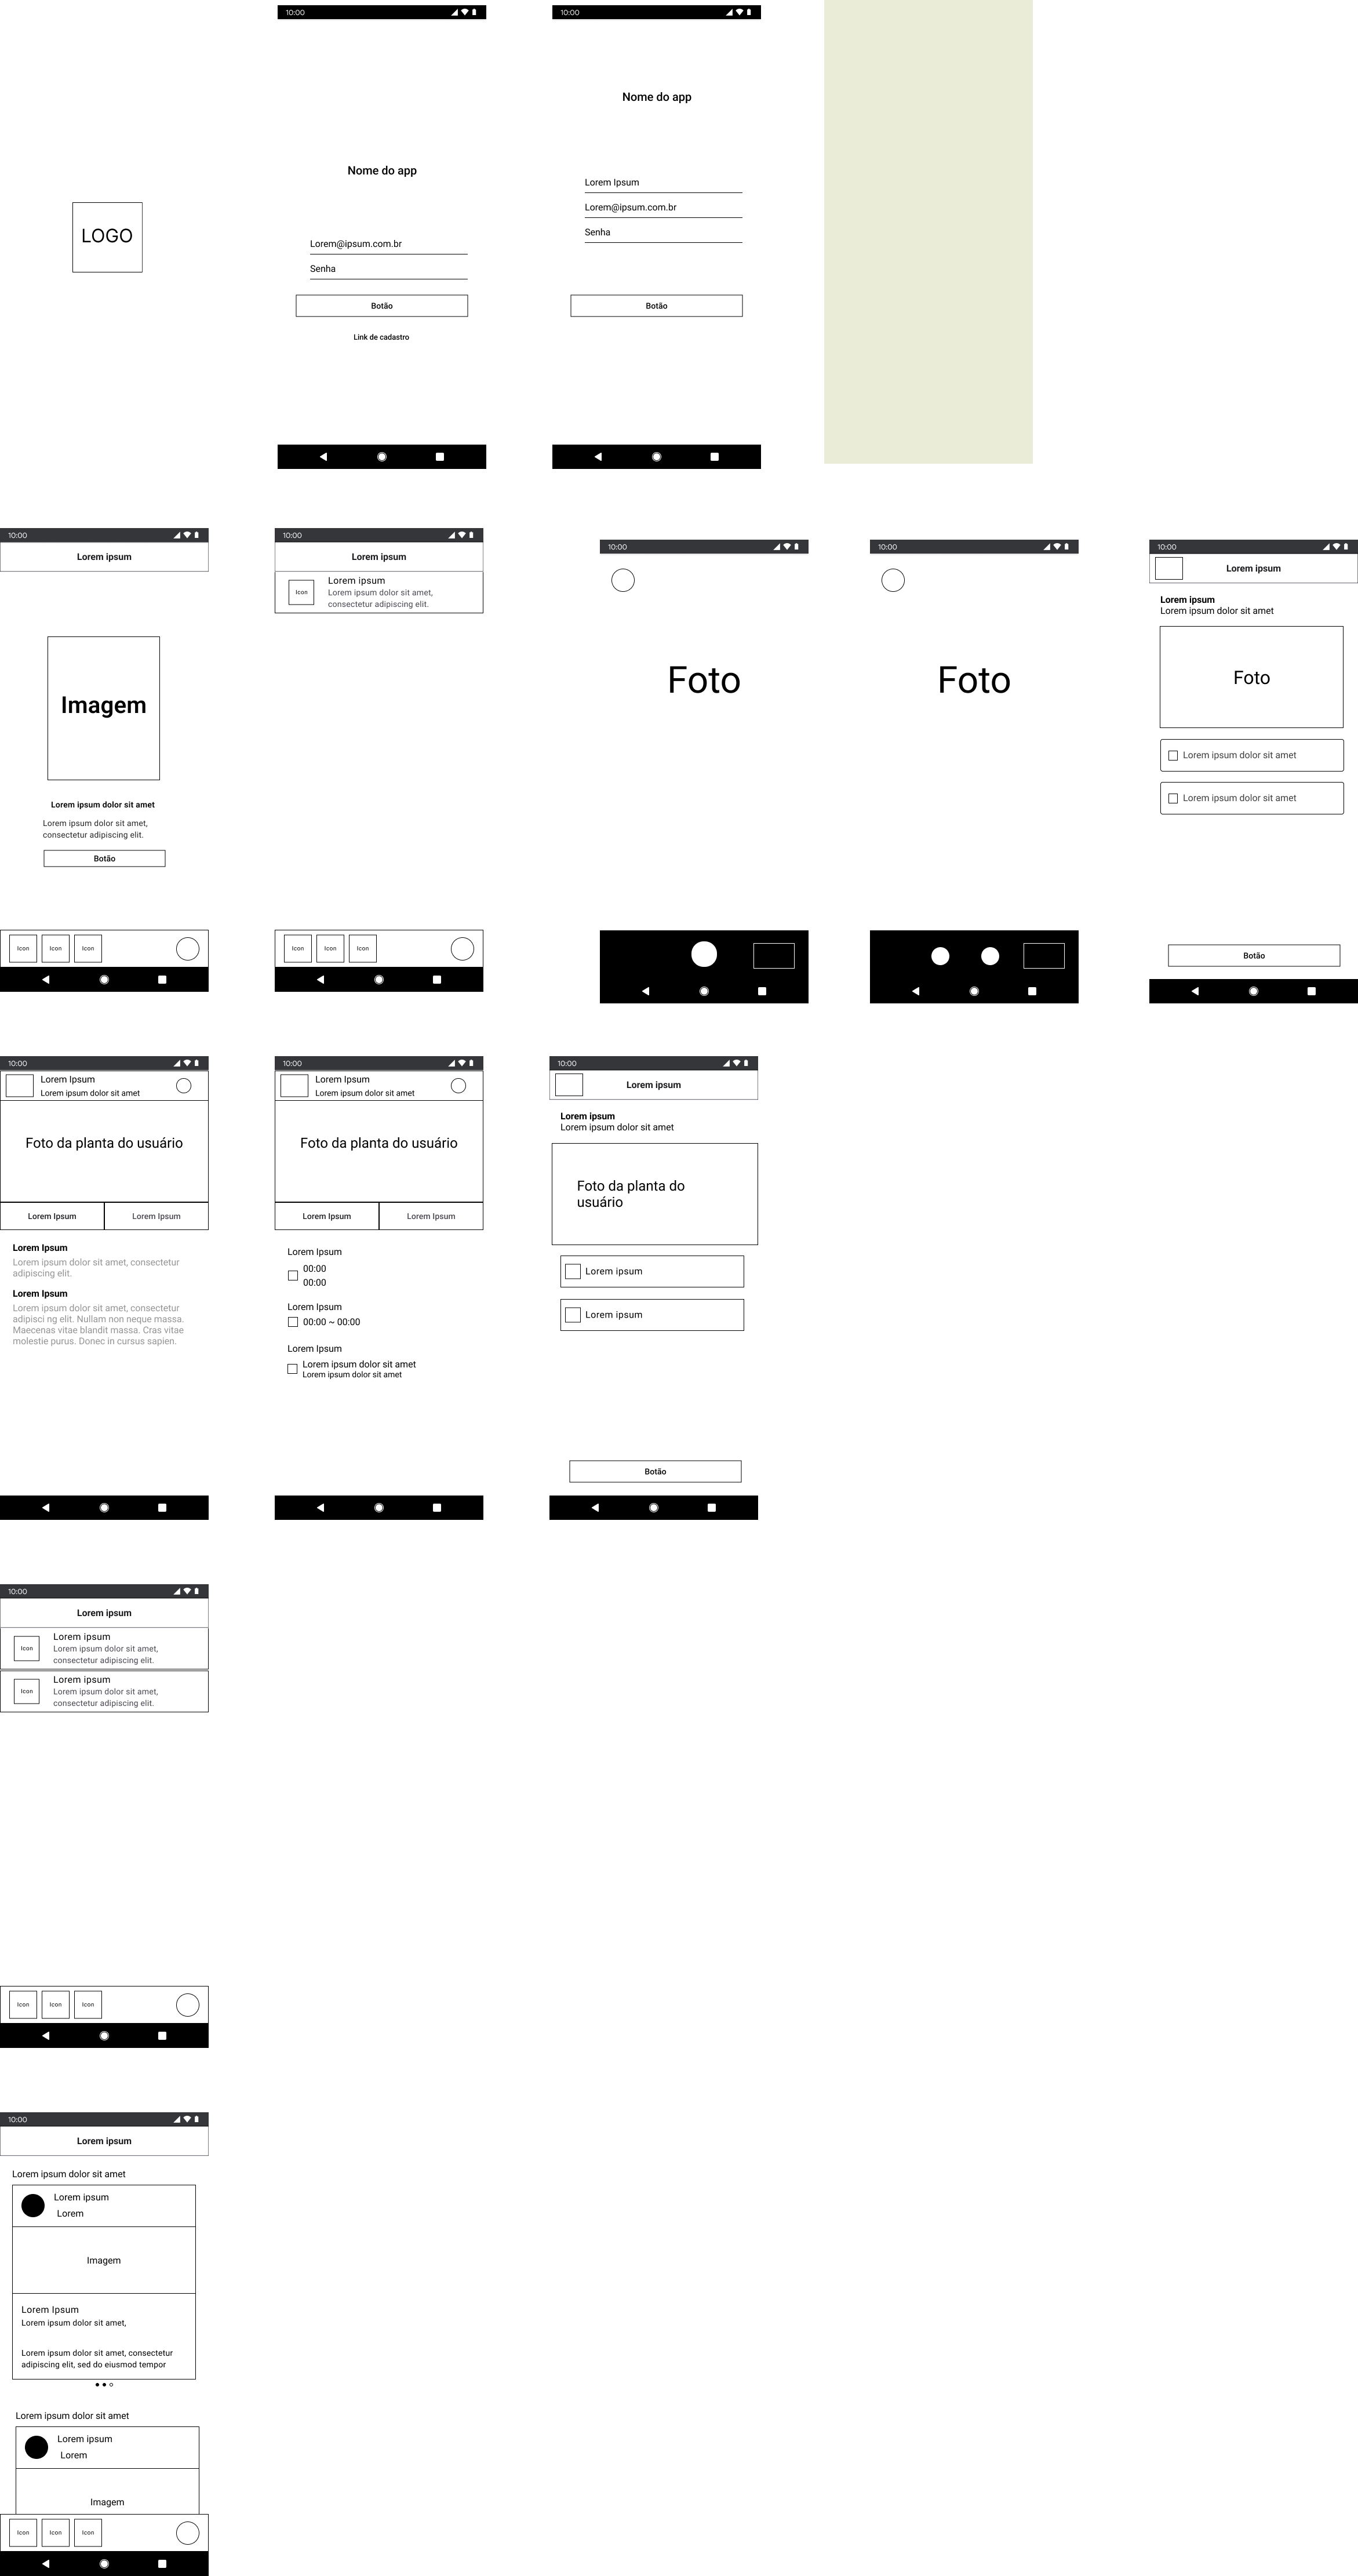 10:00
10:00
Nome do app
Nome do app
Lorem Ipsum
Lorem@ipsum.com.br
Senha
LOGO
Lorem@ipsum.com.br
Senha
Botão
Botão
Link de cadastro
10:00
Lorem ipsum
Imagem
Lorem ipsum dolor sit amet
Lorem ipsum dolor sit amet,
consectetur adipiscing elit.
Botão
Icon
Icon
Icon
10:00
Lorem ipsum
Icon
Lorem ipsum
Lorem ipsum dolor sit amet,
consectetur adipiscing elit.
Icon
Icon
Icon
10:00
Foto
10:00
Foto
10:00
Lorem ipsum
Lorem ipsum
Lorem ipsum dolor sit amet
Foto
Lorem ipsum dolor sit amet
Lorem ipsum dolor sit amet
Botão
10:00
Lorem Ipsum
Lorem ipsum dolor sit amet
Foto da planta do usuário
Lorem Ipsum
Lorem Ipsum
Lorem Ipsum
Lorem ipsum dolor sit amet, consectetur
adipiscing elit.
Lorem Ipsum
Lorem ipsum dolor sit amet, consectetur
adipisci ng elit. Nullam non neque massa.
Maecenas vitae blandit massa. Cras vitae
molestie purus. Donec in cursus sapien.
10:00
Lorem Ipsum
Lorem ipsum dolor sit amet
Foto da planta do usuário
Lorem Ipsum
Lorem Ipsum
Lorem Ipsum
00:00
00:00
Lorem Ipsum
00:00 ~ 00:00
Lorem Ipsum
Lorem ipsum dolor sit amet
Lorem ipsum dolor sit amet
10:00
Lorem ipsum
Lorem ipsum
Lorem ipsum dolor sit amet
Foto da planta do
usuário
Lorem ipsum
Lorem ipsum
Botão
10:00
Lorem ipsum
Icon
Lorem ipsum
Lorem ipsum dolor sit amet,
consectetur adipiscing elit.
Icon
Lorem ipsum
Lorem ipsum dolor sit amet,
consectetur adipiscing elit.
Icon
Icon
Icon
10:00
Lorem ipsum
Lorem ipsum dolor sit amet
Lorem ipsum
Lorem
Imagem
Lorem Ipsum
Lorem ipsum dolor sit amet,
Lorem ipsum dolor sit amet, consectetur
adipiscing elit, sed do eiusmod tempor
Lorem ipsum dolor sit amet
Lorem ipsum
Lorem
Imagem
Icon
Icon
Icon